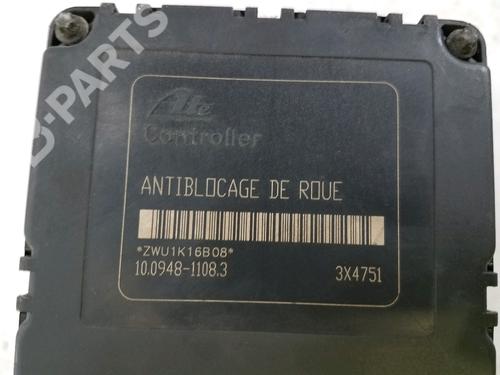 B-PARTS
Ate
Controller
ANTIBLOCAGE DE ROUE
*ZWU1K16B08*
10.0948-1108.3 3X4751